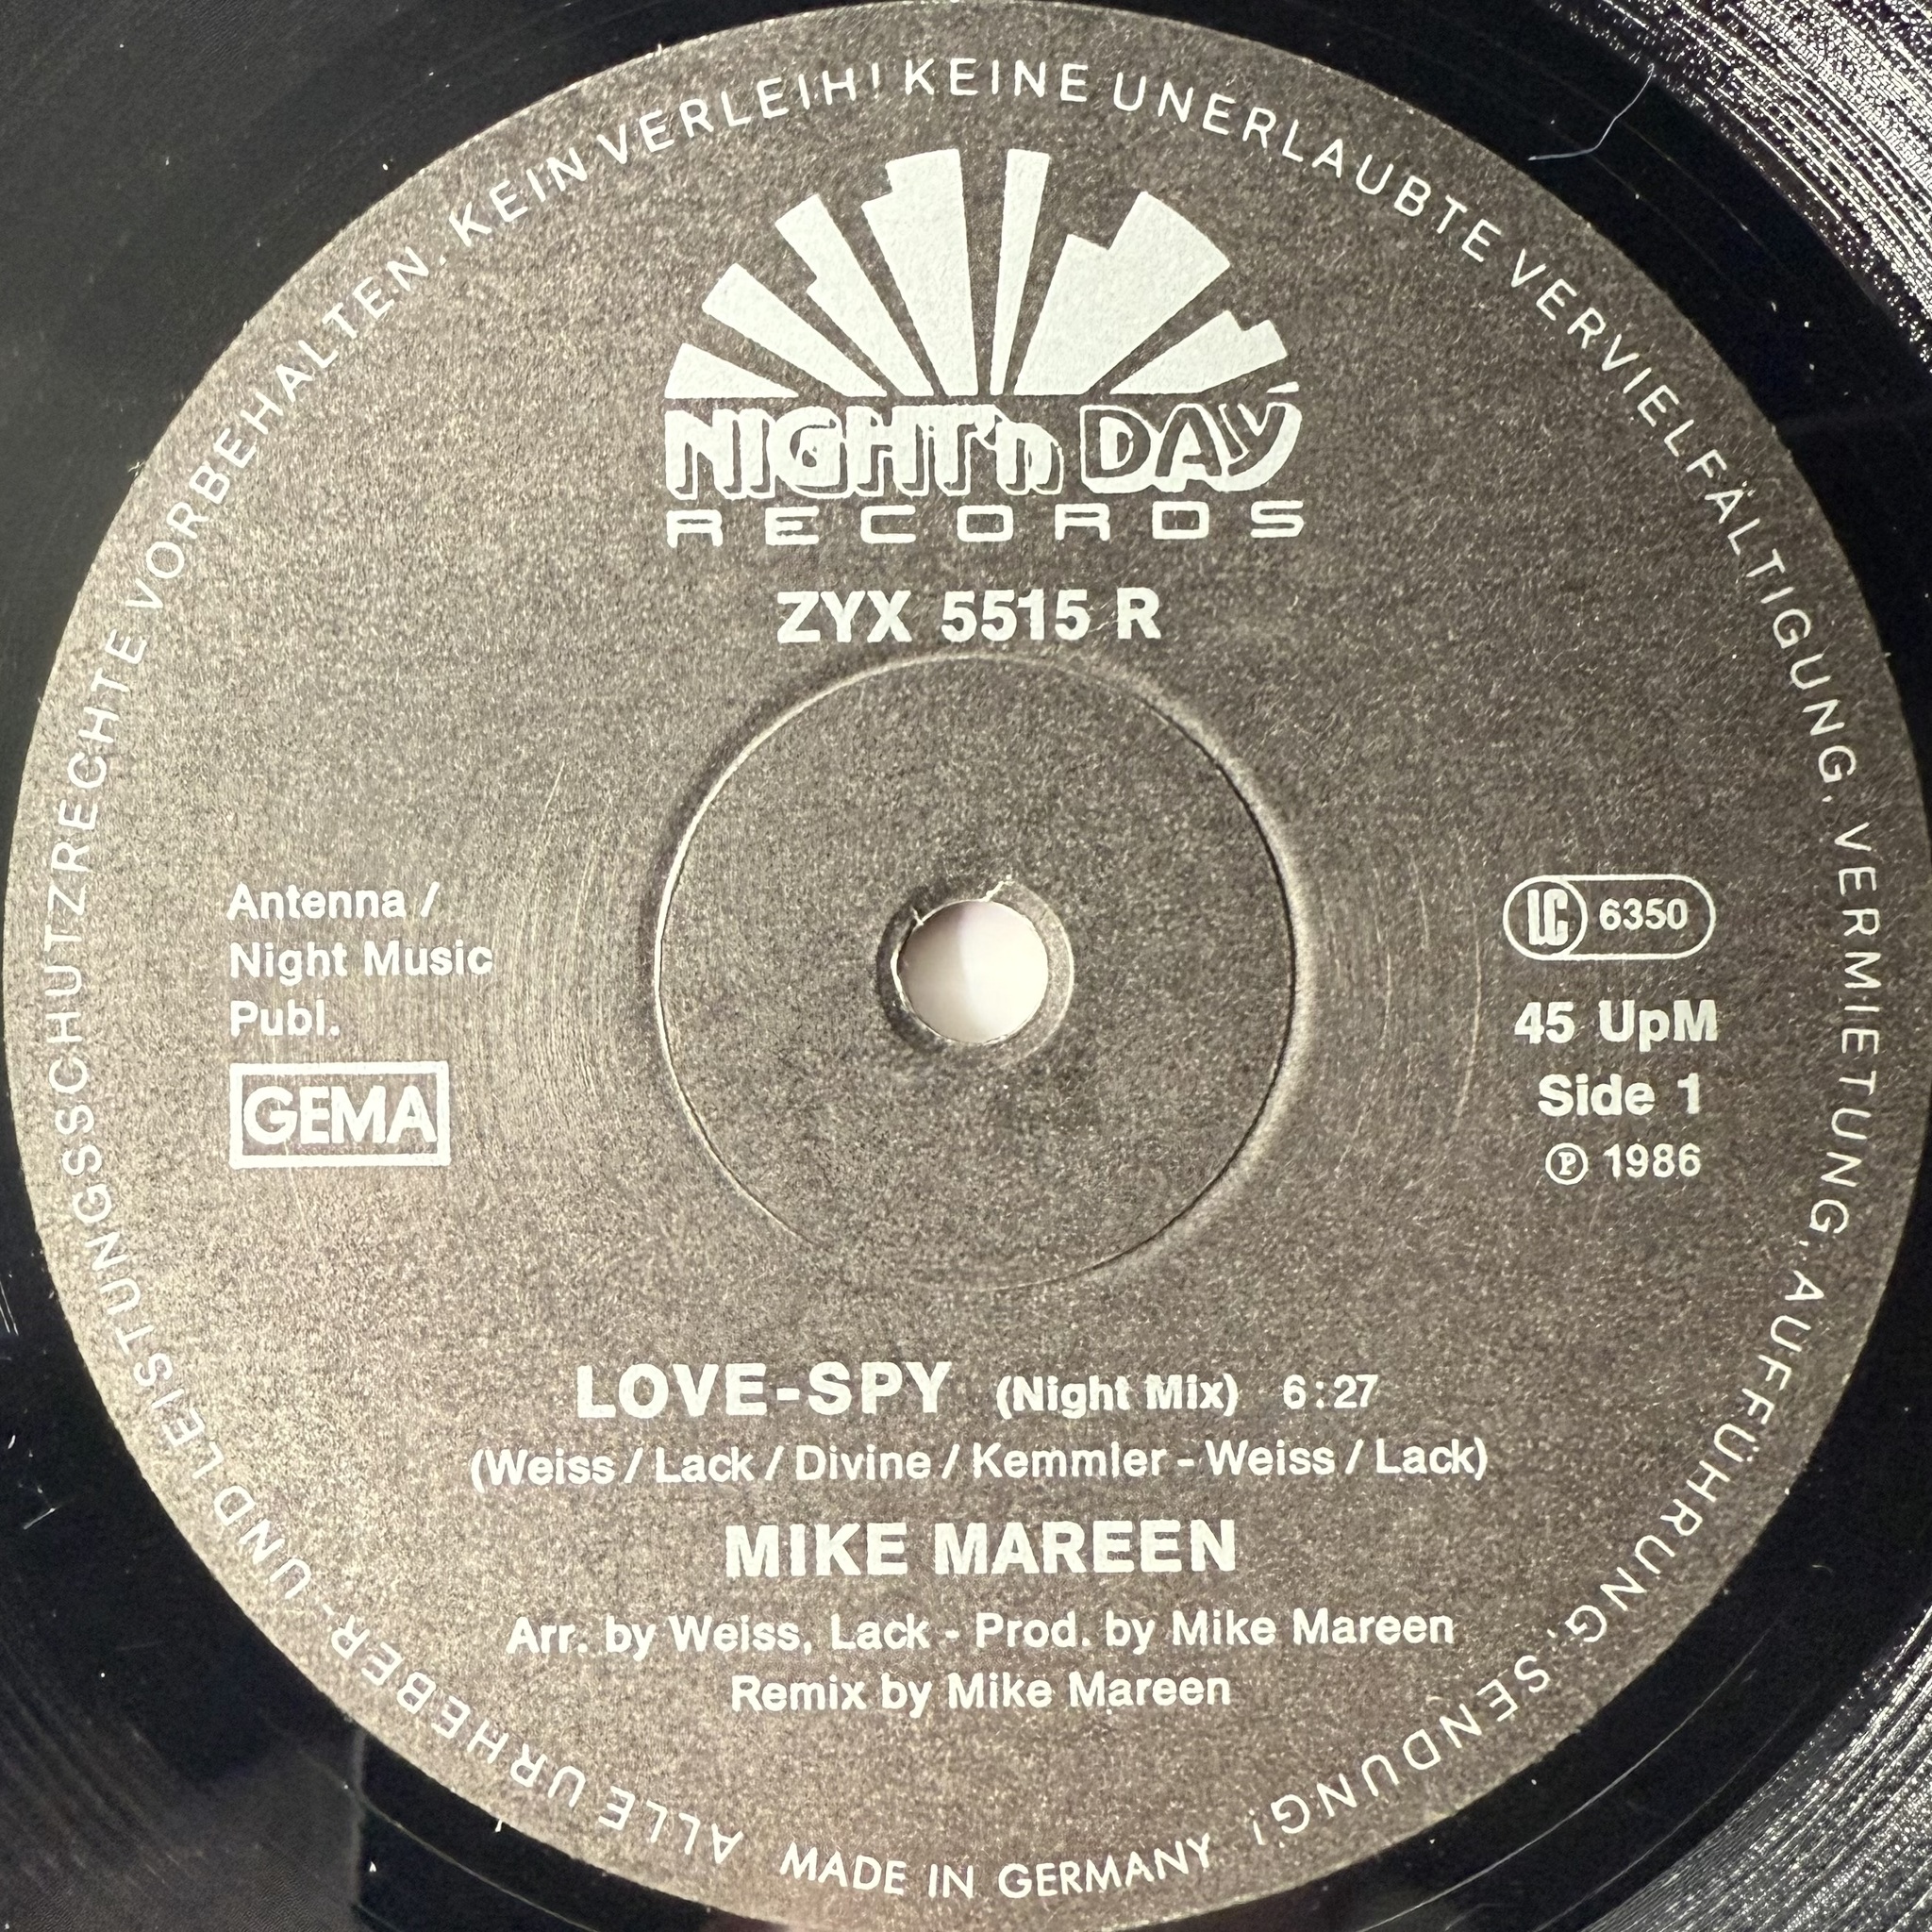 ALLE URHEBER- UND LEISTUNGSSCHUTZRECHTE VORBEHALTEN. KEIN VERLEIH! KEINE UNERLAUBTE VERVIELFÄLTIGUNG, VERMIETUNG, AUFFÜHRUNG, SENDUNG!
NIGHT'n DAY
RECORDS
ZYX 5515 R
Antenna /
Night Music
Publ.
GEMA
LC 6350
45 UpM
Side 1
Ⓟ 1986
LOVE-SPY (Night Mix) 6:27
(Weiss / Lack / Divine / Kemmler - Weiss / Lack)
MIKE MAREEN
Arr. by Weiss, Lack - Prod. by Mike Mareen
Remix by Mike Mareen
MADE IN GERMANY